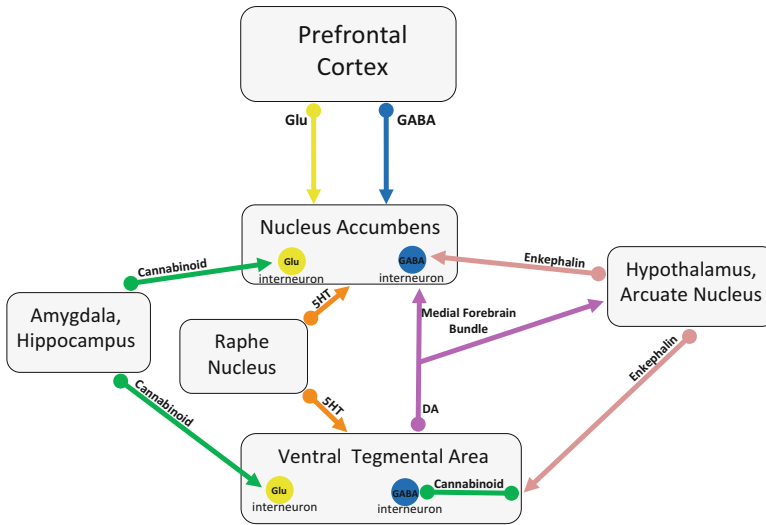 Prefrontal
Cortex
Glu
GABA
Nucleus Accumbens
Glu
interneuron
GABA
interneuron
Cannabinoid
Enkephalin
Hypothalamus,
Arcuate Nucleus
Amygdala,
Hippocampus
5HT
Raphe
Nucleus
Medial Forebrain
Bundle
Cannabinoid
5HT
DA
Enkephalin
Ventral Tegmental Area
Glu
interneuron
GABA
interneuron
Cannabinoid